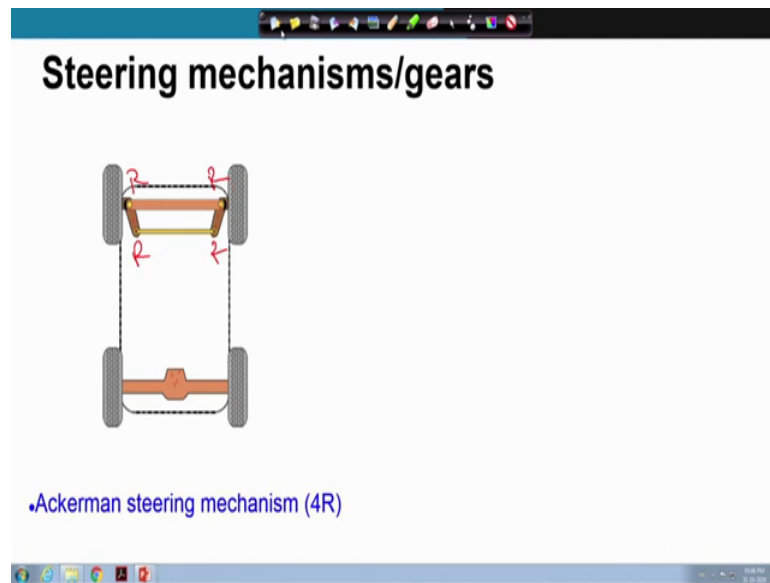 Steering mechanisms/gears
R R
R R
•Ackerman steering mechanism (4R)